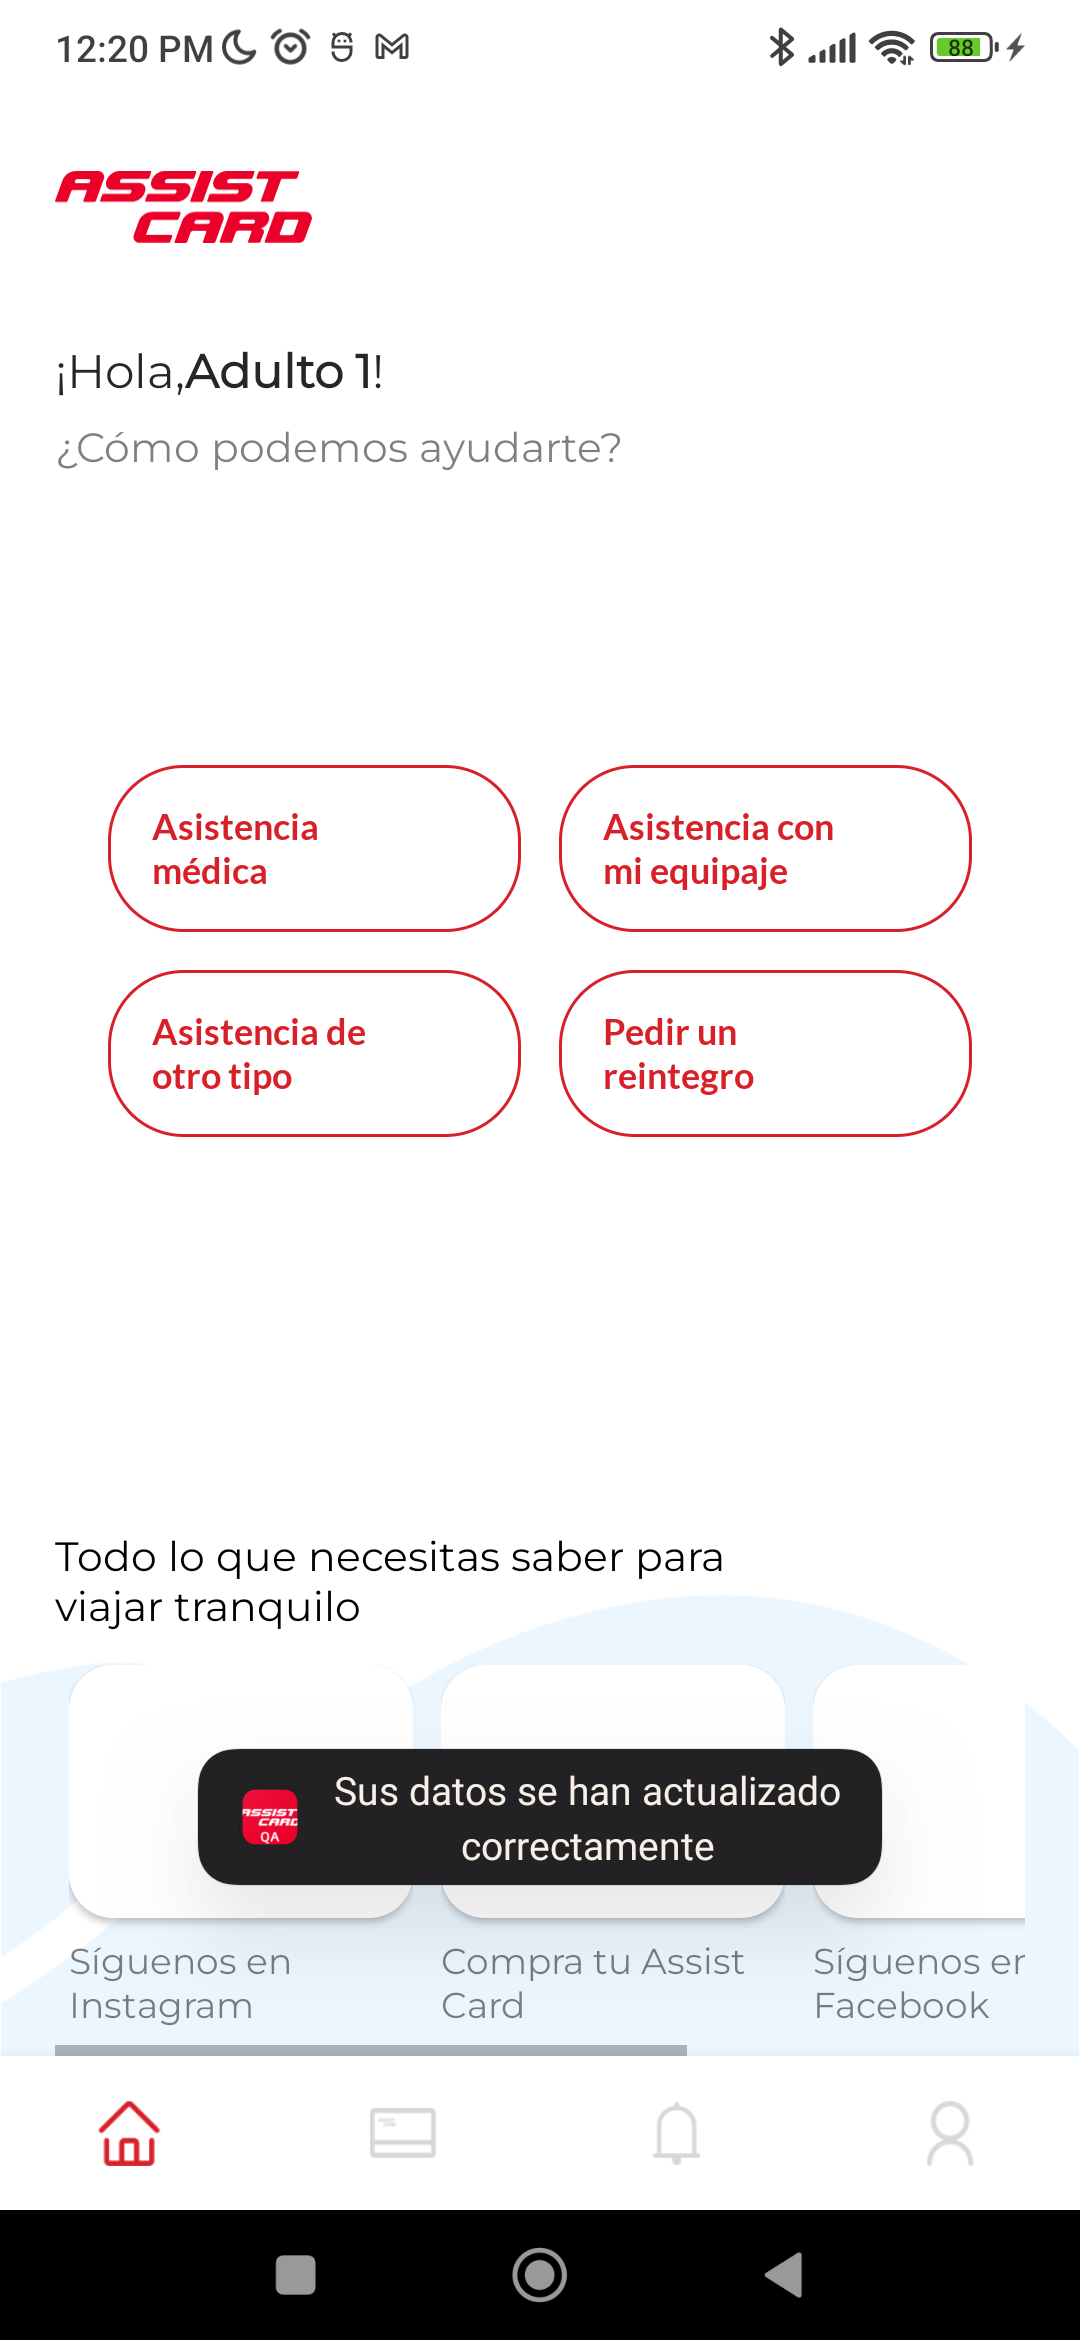 12:20 PM
88
ASSIST
CARD
¡Hola,Adulto 1!
¿Cómo podemos ayudarte?
Asistencia
médica
Asistencia con
mi equipaje
Asistencia de
otro tipo
Pedir un
reintegro
Todo lo que necesitas saber para
viajar tranquilo
ASSIST
CARD
QA
Sus datos se han actualizado
correctamente
Síguenos en
Instagram
Compra tu Assist
Card
Síguenos en
Facebook